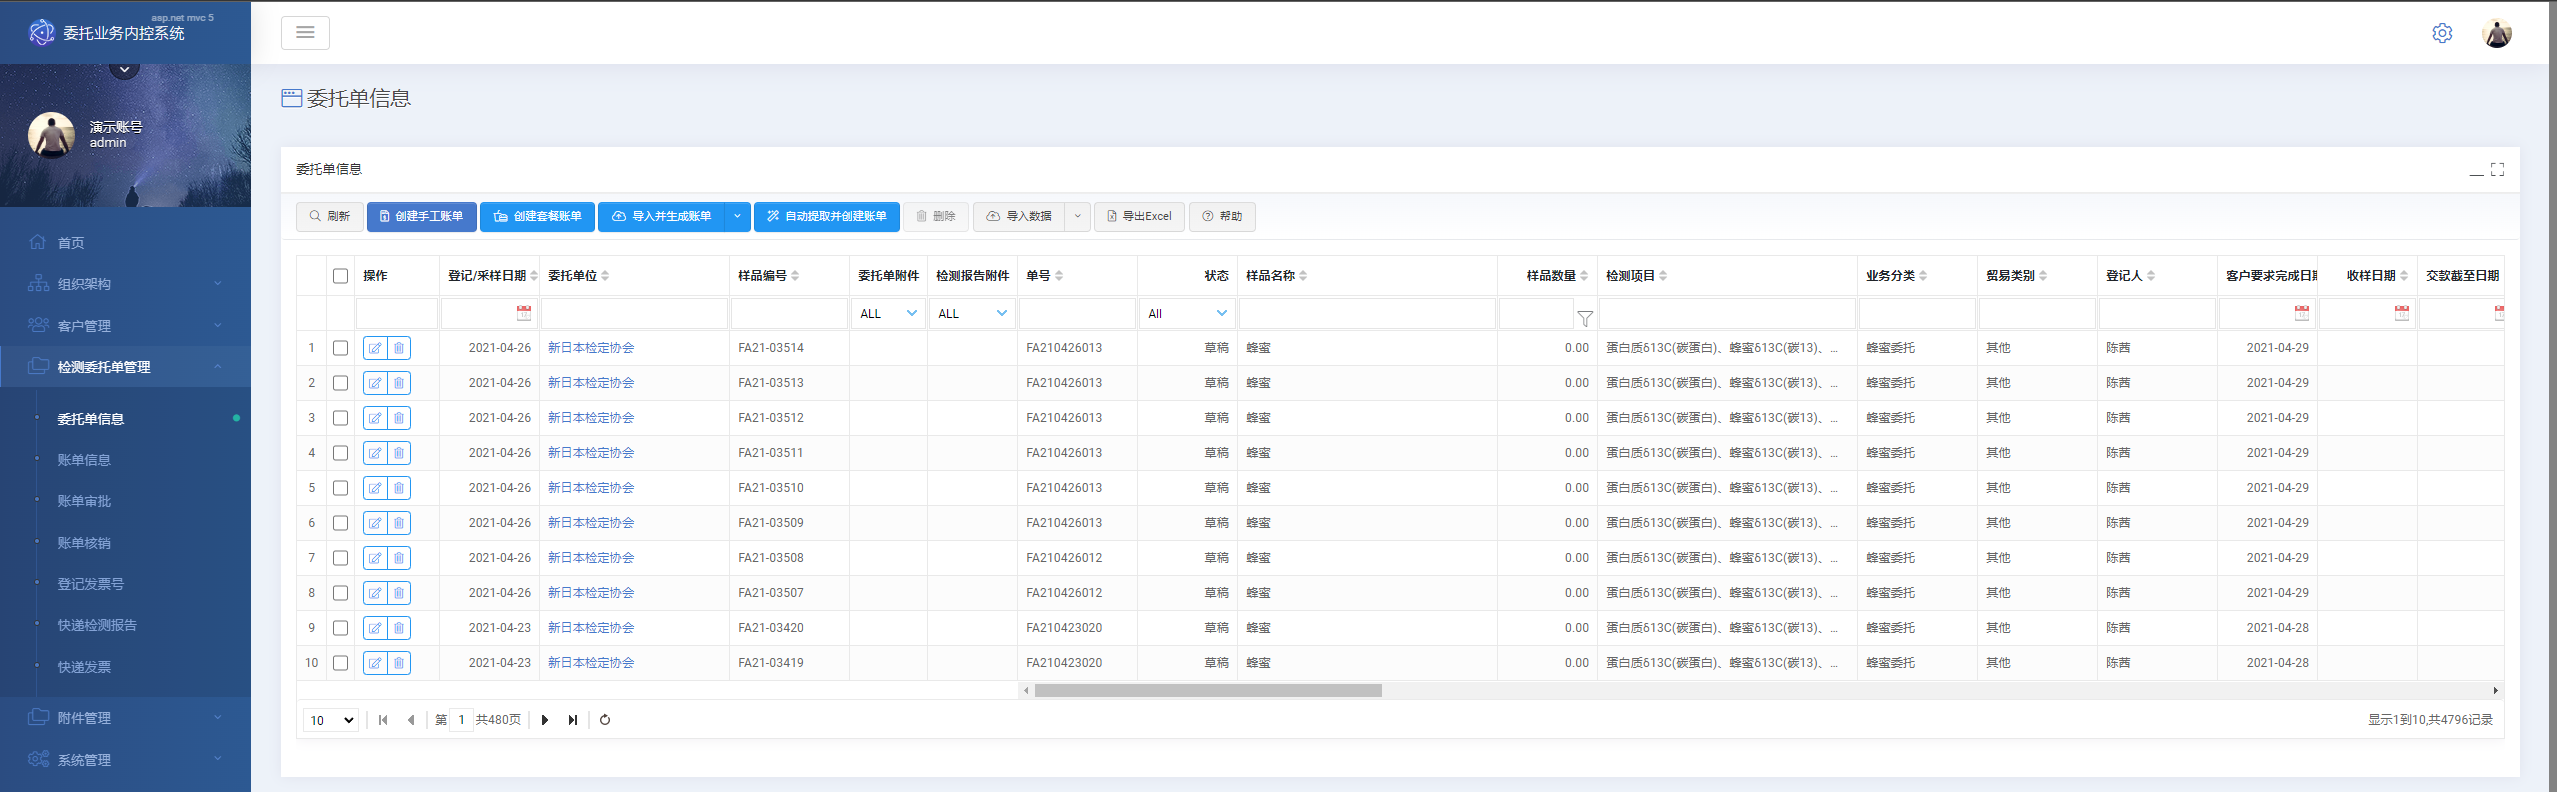 asp.net mvc 5
委托业务内控系统
演示账号
admin
首页
组织架构
客户管理
检测委托单管理
委托单信息
账单信息
账单审批
账单核销
登记发票号
快递检测报告
快递发票
附件管理
系统管理
委托单信息
委托单信息
刷新 创建手工账单 创建套餐账单 导入并生成账单 自动提取并创建账单 删除 导入数据 导出Excel 帮助
操作 登记/采样日期 委托单位 样品编号 委托单附件 检测报告附件 单号 状态 样品名称 样品数量 检测项目 业务分类 贸易类别 登记人 客户要求完成日期 收样日期 交款截至日期
ALL ALL All
1 2021-04-26 新日本检定协会 FA21-03514 FA210426013 草稿 蜂蜜 0.00 蛋白质δ13C(碳蛋白)、蜂蜜δ13C(碳13)、... 蜂蜜委托 其他 陈茜 2021-04-29
2 2021-04-26 新日本检定协会 FA21-03513 FA210426013 草稿 蜂蜜 0.00 蛋白质δ13C(碳蛋白)、蜂蜜δ13C(碳13)、... 蜂蜜委托 其他 陈茜 2021-04-29
3 2021-04-26 新日本检定协会 FA21-03512 FA210426013 草稿 蜂蜜 0.00 蛋白质δ13C(碳蛋白)、蜂蜜δ13C(碳13)、... 蜂蜜委托 其他 陈茜 2021-04-29
4 2021-04-26 新日本检定协会 FA21-03511 FA210426013 草稿 蜂蜜 0.00 蛋白质δ13C(碳蛋白)、蜂蜜δ13C(碳13)、... 蜂蜜委托 其他 陈茜 2021-04-29
5 2021-04-26 新日本检定协会 FA21-03510 FA210426013 草稿 蜂蜜 0.00 蛋白质δ13C(碳蛋白)、蜂蜜δ13C(碳13)、... 蜂蜜委托 其他 陈茜 2021-04-29
6 2021-04-26 新日本检定协会 FA21-03509 FA210426013 草稿 蜂蜜 0.00 蛋白质δ13C(碳蛋白)、蜂蜜δ13C(碳13)、... 蜂蜜委托 其他 陈茜 2021-04-29
7 2021-04-26 新日本检定协会 FA21-03508 FA210426012 草稿 蜂蜜 0.00 蛋白质δ13C(碳蛋白)、蜂蜜δ13C(碳13)、... 蜂蜜委托 其他 陈茜 2021-04-29
8 2021-04-26 新日本检定协会 FA21-03507 FA210426012 草稿 蜂蜜 0.00 蛋白质δ13C(碳蛋白)、蜂蜜δ13C(碳13)、... 蜂蜜委托 其他 陈茜 2021-04-29
9 2021-04-23 新日本检定协会 FA21-03420 FA210423020 草稿 蜂蜜 0.00 蛋白质δ13C(碳蛋白)、蜂蜜δ13C(碳13)、... 蜂蜜委托 其他 陈茜 2021-04-28
10 2021-04-23 新日本检定协会 FA21-03419 FA210423020 草稿 蜂蜜 0.00 蛋白质δ13C(碳蛋白)、蜂蜜δ13C(碳13)、... 蜂蜜委托 其他 陈茜 2021-04-28
10 第 1 共480页 显示1到10,共4796记录